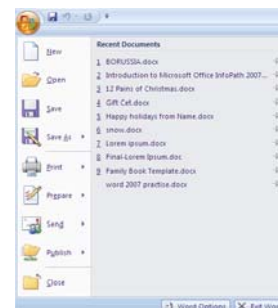 New
Open
Save
Save As
Print
Prepare
Send
Publish
Close
Recent Documents
1 BORUSSIA.docx
2 Introduction to Microsoft Office InfoPath 2007...
3 12 Pains of Christmas.docx
4 Gift Cet.docx
5 Happy holidays from Name.docx
6 snow.docx
7 Lorem ipsum.docx
8 Final-Lorem Ipsum.doc
9 Family Book Template.docx
word 2007 practise.docx
Word Options
Exit Wor